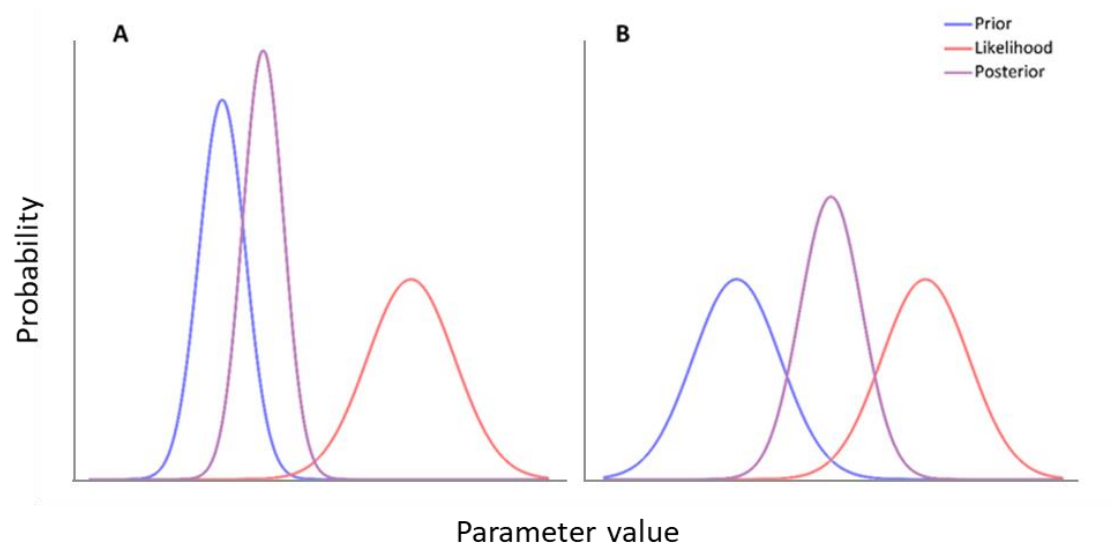 A
B
Prior
Likelihood
Posterior
Probability
Parameter value